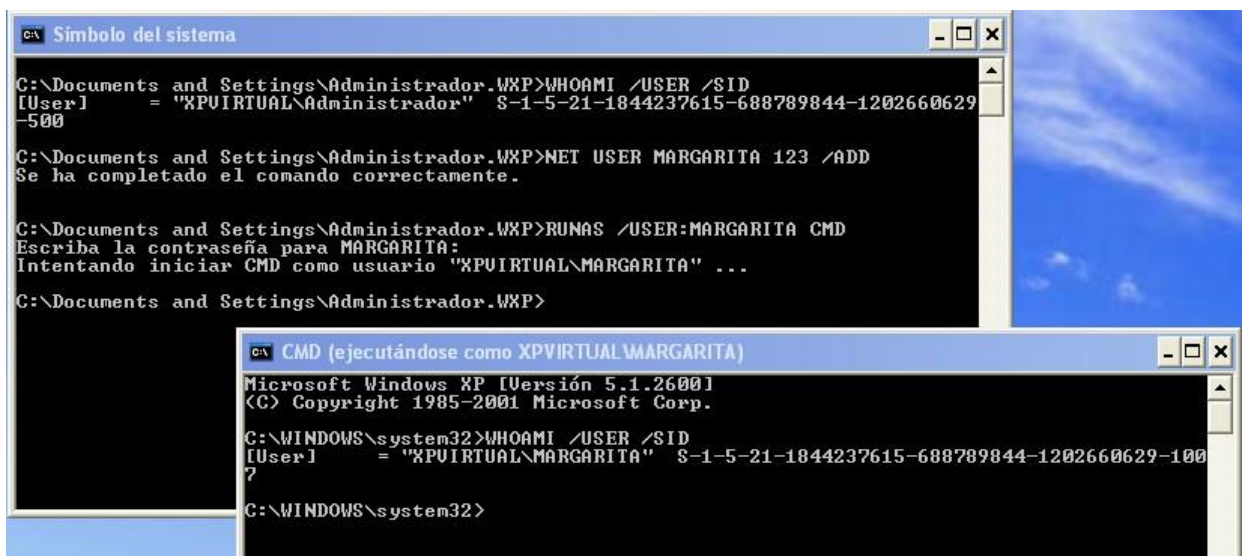 Símbolo del sistema
C:\Documents and Settings\Administrador.WXP>WHOAMI /USER /SID
[User]     = "XPVIRTUAL\Administrador"  S-1-5-21-1844237615-688789844-1202660629
-500
C:\Documents and Settings\Administrador.WXP>NET USER MARGARITA 123 /ADD
Se ha completado el comando correctamente.
C:\Documents and Settings\Administrador.WXP>RUNAS /USER:MARGARITA CMD
Escriba la contraseña para MARGARITA:
Intentando iniciar CMD como usuario "XPVIRTUAL\MARGARITA" ...
C:\Documents and Settings\Administrador.WXP>
CMD (ejecutándose como XPVIRTUAL\MARGARITA)
Microsoft Windows XP [Versión 5.1.2600]
(C) Copyright 1985-2001 Microsoft Corp.
C:\WINDOWS\system32>WHOAMI /USER /SID
[User]     = "XPVIRTUAL\MARGARITA"  S-1-5-21-1844237615-688789844-1202660629-100
7
C:\WINDOWS\system32>